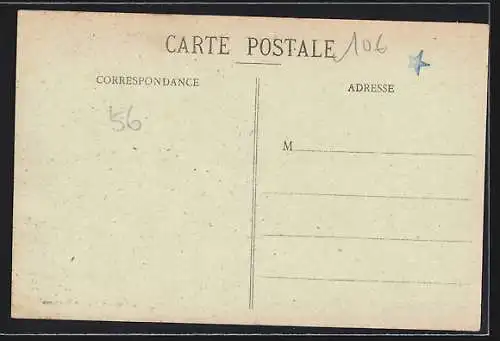 CARTE POSTALE 106
CORRESPONDANCE
ADRESSE
56
M